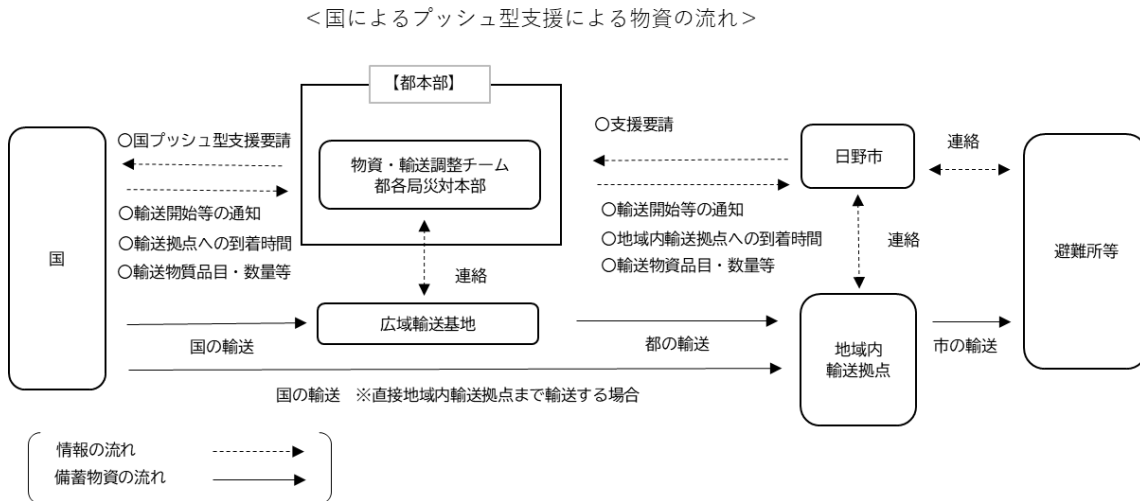 ＜国によるプッシュ型支援による物資の流れ＞
【都本部】
○国プッシュ型支援要請
物資・輸送調整チーム
都各局災対本部
○支援要請
日野市
連絡
○輸送開始等の通知
○輸送拠点への到着時間
○輸送物質品目・数量等
○輸送開始等の通知
○地域内輸送拠点への到着時間
○輸送物資品目・数量等
連絡
国
避難所等
連絡
広域輸送基地
国の輸送
都の輸送
地域内
輸送拠点
市の輸送
国の輸送　※直接地域内輸送拠点まで輸送する場合
情報の流れ
備蓄物資の流れ